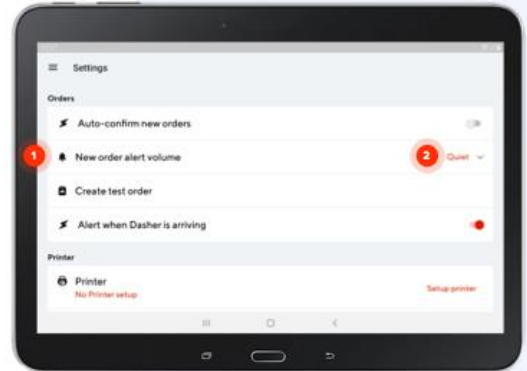 Settings
Orders
Auto-confirm new orders
1 New order alert volume 2 Quiet
Create test order
Alert when Dasher is arriving
Printer
Printer
No Printer setup Setup printer